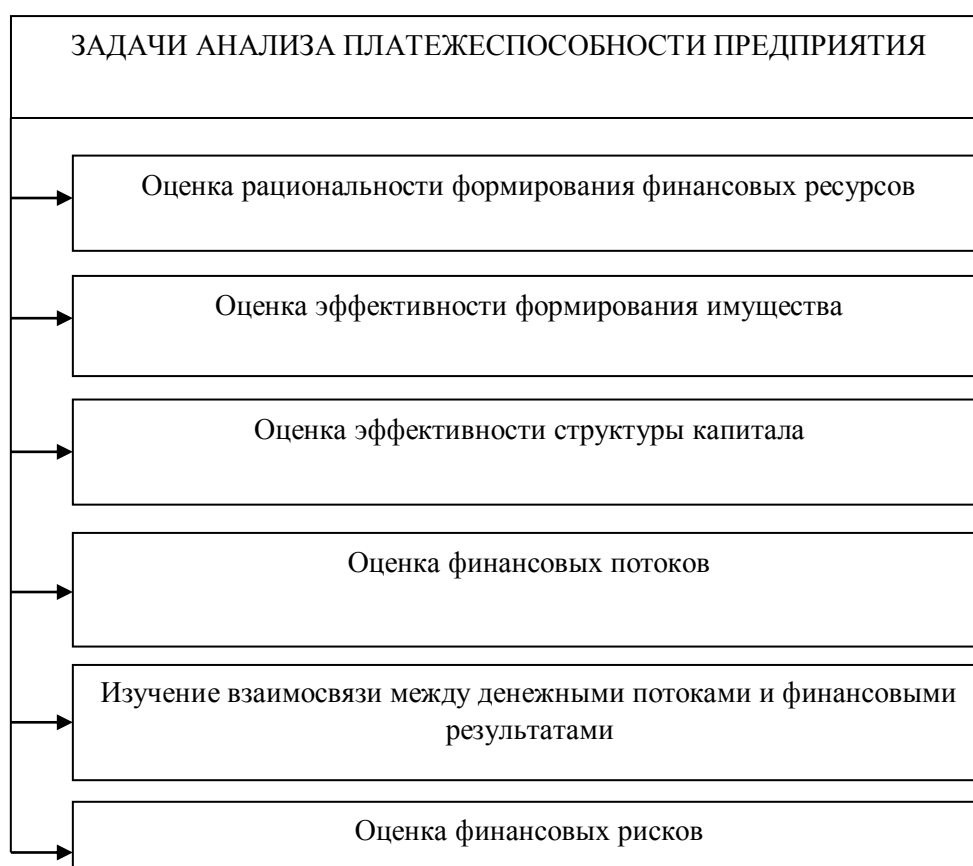 ЗАДАЧИ АНАЛИЗА ПЛАТЕЖЕСПОСОБНОСТИ ПРЕДПРИЯТИЯ
Оценка рациональности формирования финансовых ресурсов
Оценка эффективности формирования имущества
Оценка эффективности структуры капитала
Оценка финансовых потоков
Изучение взаимосвязи между денежными потоками и финансовыми
результатами
Оценка финансовых рисков